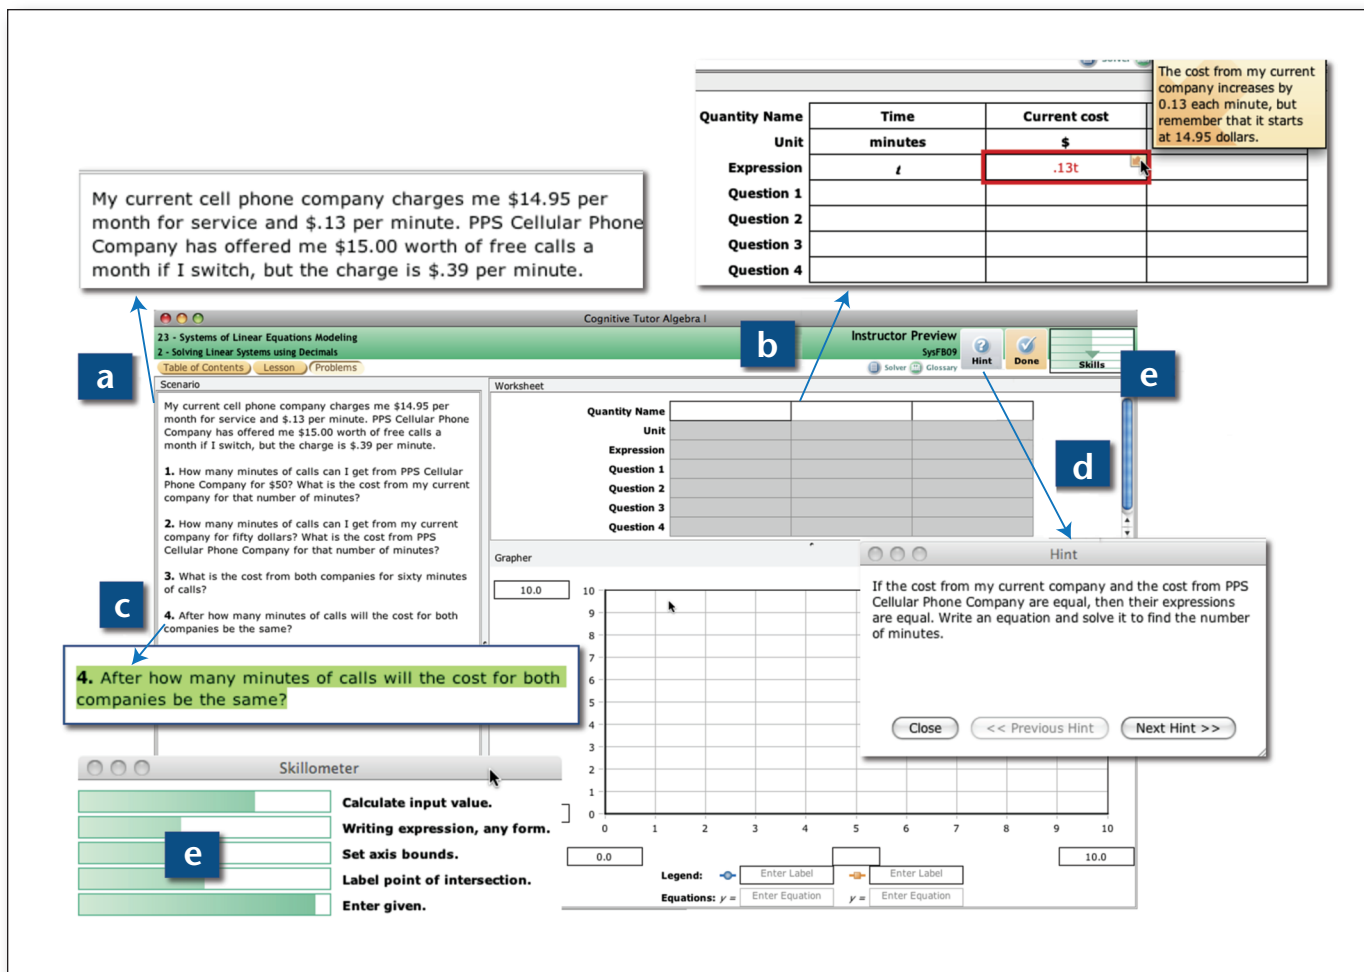 Solver
The cost from my current
company increases by
0.13 each minute, but
remember that it starts
at 14.95 dollars.
Quantity Name Time Current cost
Unit minutes $
Expression t .13t
Question 1
Question 2
Question 3
Question 4
My current cell phone company charges me $14.95 per
month for service and $.13 per minute. PPS Cellular Phone
Company has offered me $15.00 worth of free calls a
month if I switch, but the charge is $.39 per minute.
a
b
e
d
c
Cognitive Tutor Algebra I
23 - Systems of Linear Equations Modeling
2 - Solving Linear Systems using Decimals
Table of Contents Lesson Problems
Instructor Preview
SysFB09
Solver Glossary
Hint
Done
Skills
Scenario
My current cell phone company charges me $14.95 per
month for service and $.13 per minute. PPS Cellular Phone
Company has offered me $15.00 worth of free calls a
month if I switch, but the charge is $.39 per minute.
1. How many minutes of calls can I get from PPS Cellular
Phone Company for $50? What is the cost from my current
company for that number of minutes?
2. How many minutes of calls can I get from my current
company for fifty dollars? What is the cost from PPS
Cellular Phone Company for that number of minutes?
3. What is the cost from both companies for sixty minutes
of calls?
4. After how many minutes of calls will the cost for both
companies be the same?
4. After how many minutes of calls will the cost for both
companies be the same?
Worksheet
Quantity Name
Unit
Expression
Question 1
Question 2
Question 3
Question 4
Grapher
10.0
10
9
8
7
6
5
4
3
2
1
0
0 1 2 3 4 5 6 7 8 9 10
0.0 10.0
Legend: Enter Label Enter Label
Equations: y = Enter Equation y = Enter Equation
Hint
If the cost from my current company and the cost from PPS
Cellular Phone Company are equal, then their expressions
are equal. Write an equation and solve it to find the number
of minutes.
Close << Previous Hint Next Hint >>
Skillometer
Calculate input value.
Writing expression, any form.
Set axis bounds.
Label point of intersection.
Enter given.
e